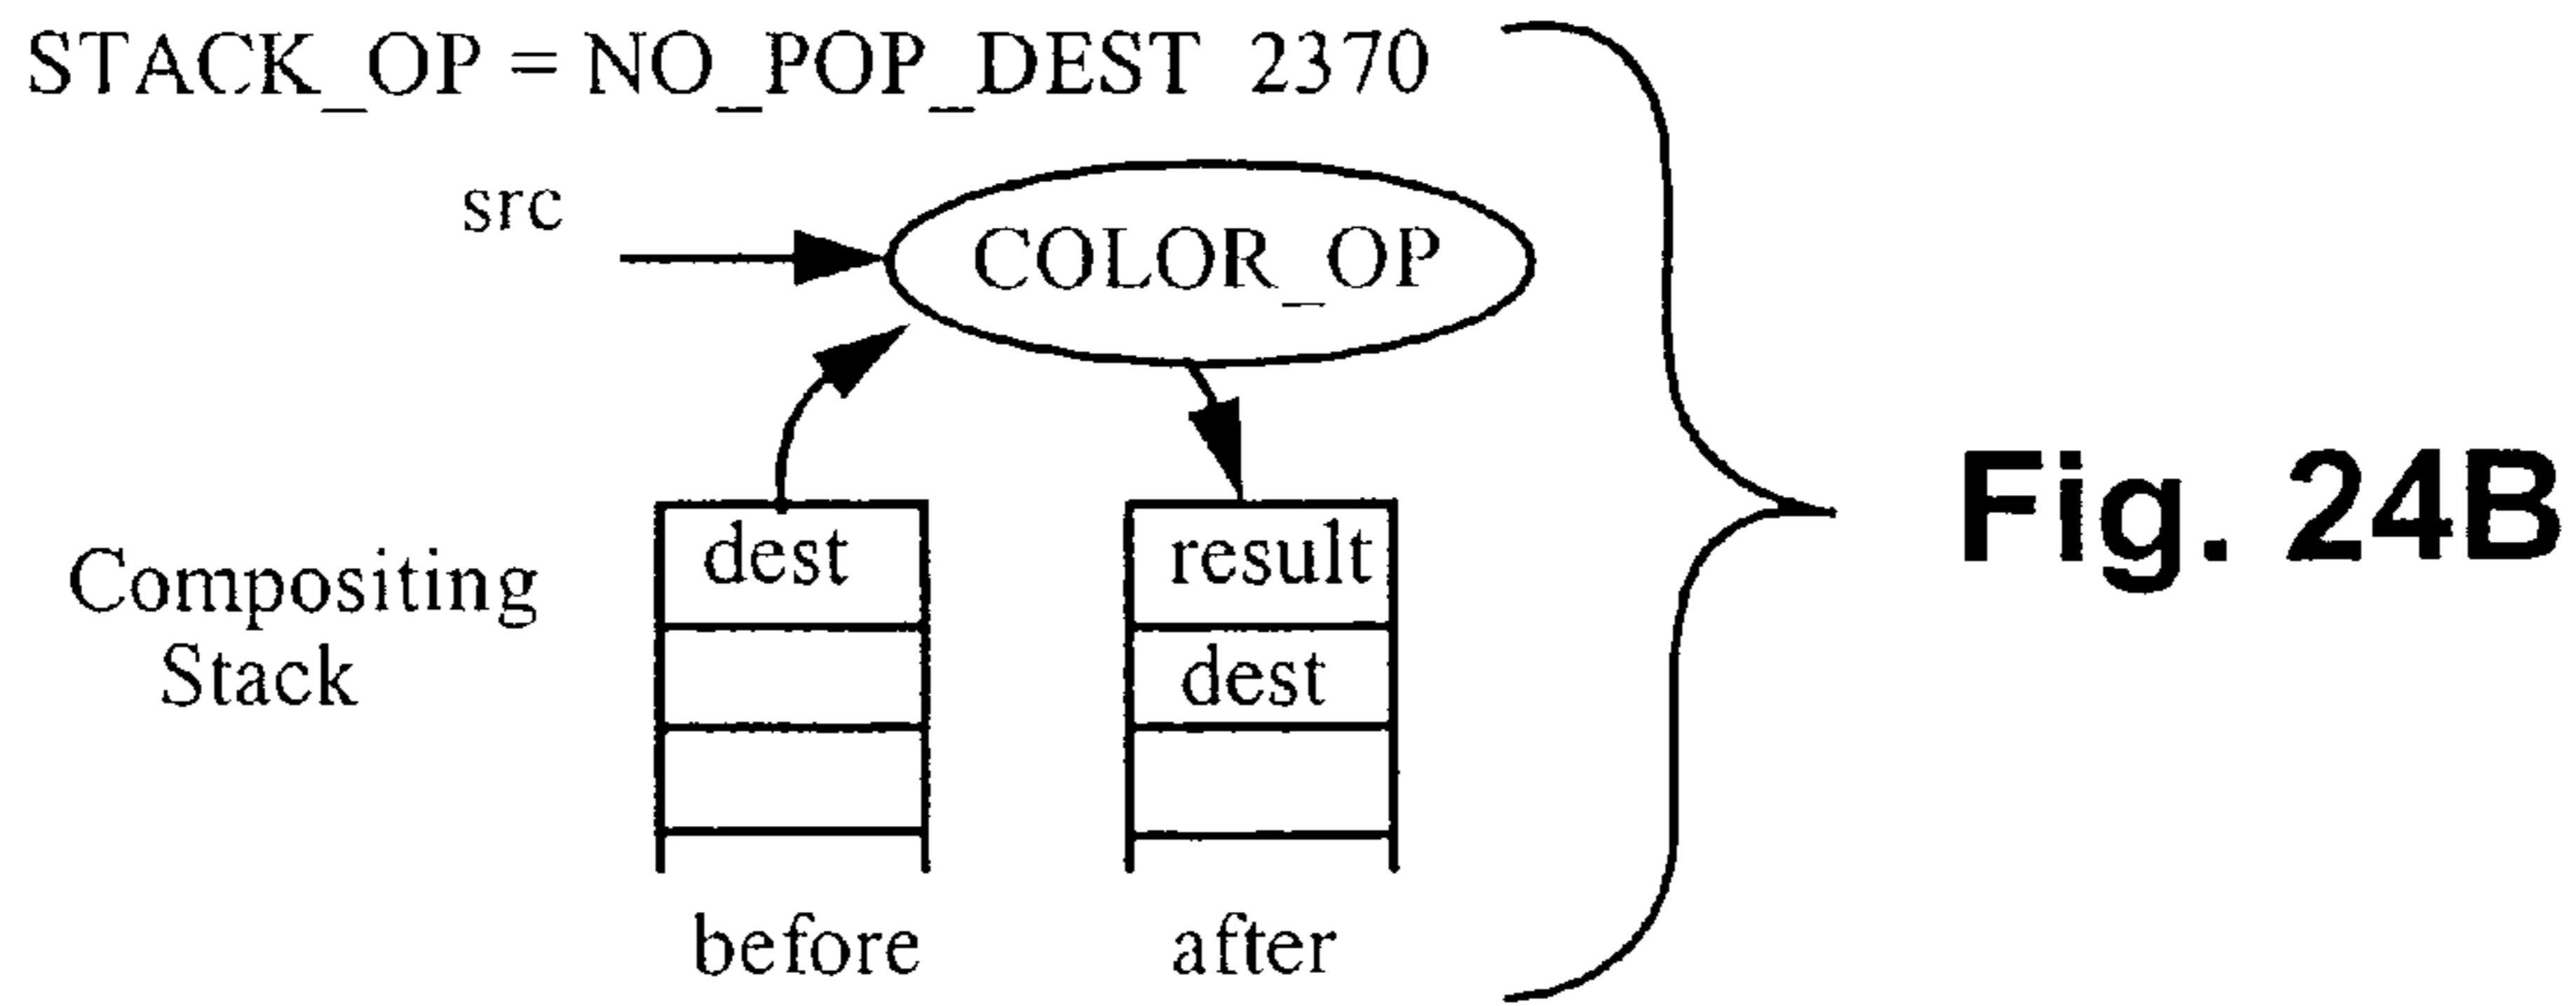 STACK_OP = NO_POP_DEST 2370
src
COLOR_OP
Compositing
Stack
dest
result
dest
before
after
Fig. 24B